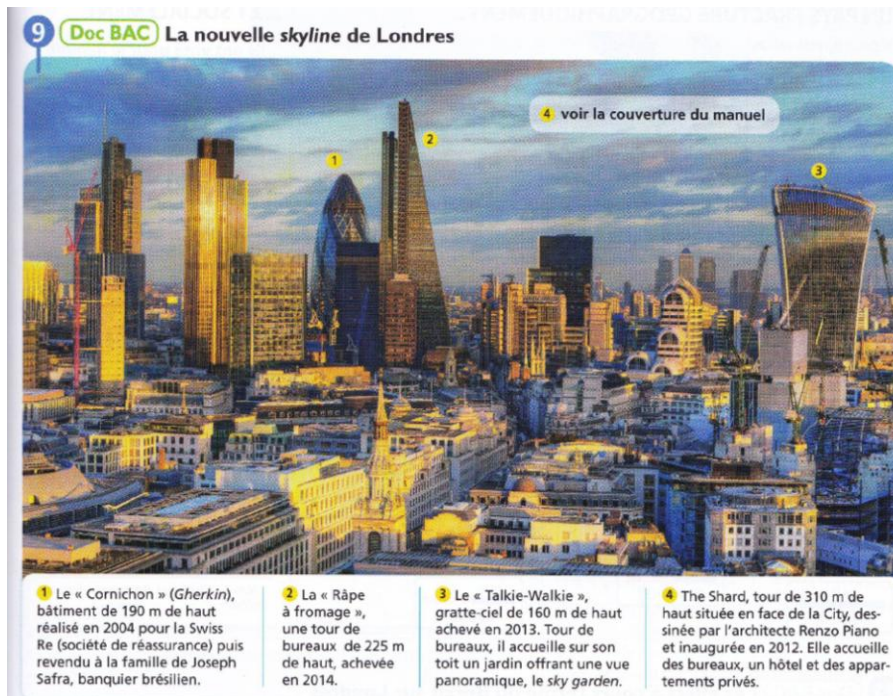 9 Doc BAC La nouvelle skyline de Londres
4 voir la couverture du manuel
1
2
3
1 Le « Cornichon » (Gherkin),
bâtiment de 190 m de haut
réalisé en 2004 pour la Swiss
Re (société de réassurance) puis
revendu à la famille de Joseph
Safra, banquier brésilien.
2 La « Râpe
à fromage »,
une tour de
bureaux de 225 m
de haut, achevée
en 2014.
3 Le « Talkie-Walkie »,
gratte-ciel de 160 m de haut
achevé en 2013. Tour de
bureaux, il accueille sur son
toit un jardin offrant une vue
panoramique, le sky garden.
4 The Shard, tour de 310 m de
haut située en face de la City, des-
sinée par l'architecte Renzo Piano
et inaugurée en 2012. Elle accueille
des bureaux, un hôtel et des appar-
tements privés.